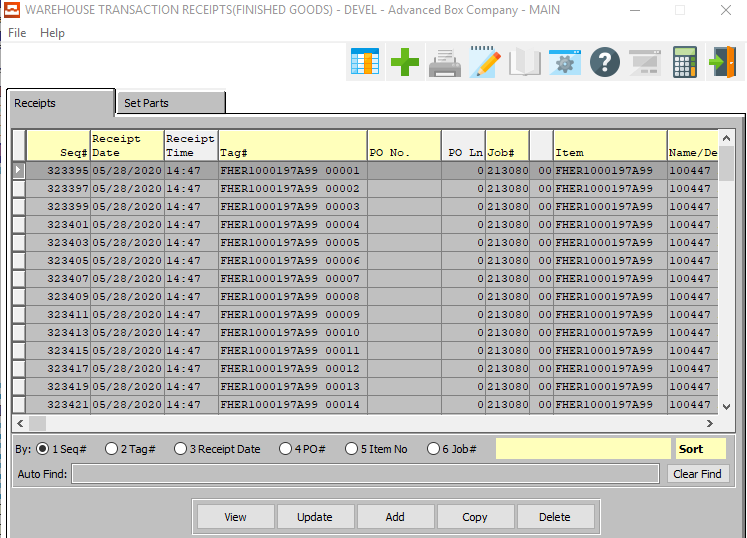 WAREHOUSE TRANSACTION RECEIPTS(FINISHED GOODS) - DEVEL - Advanced Box Company - MAIN
File Help
Receipts Set Parts
Receipt Receipt
Seq# Date Time Tag# PO No. PO Ln Job# Item Name/De
323395 05/28/2020 14:47 FHER1000197A99 00001 0 213080 00 FHER1000197A99 100447
323397 05/28/2020 14:47 FHER1000197A99 00002 0 213080 00 FHER1000197A99 100447
323399 05/28/2020 14:47 FHER1000197A99 00003 0 213080 00 FHER1000197A99 100447
323401 05/28/2020 14:47 FHER1000197A99 00004 0 213080 00 FHER1000197A99 100447
323403 05/28/2020 14:47 FHER1000197A99 00005 0 213080 00 FHER1000197A99 100447
323405 05/28/2020 14:47 FHER1000197A99 00006 0 213080 00 FHER1000197A99 100447
323407 05/28/2020 14:47 FHER1000197A99 00007 0 213080 00 FHER1000197A99 100447
323409 05/28/2020 14:47 FHER1000197A99 00008 0 213080 00 FHER1000197A99 100447
323411 05/28/2020 14:47 FHER1000197A99 00009 0 213080 00 FHER1000197A99 100447
323413 05/28/2020 14:47 FHER1000197A99 00010 0 213080 00 FHER1000197A99 100447
323415 05/28/2020 14:47 FHER1000197A99 00011 0 213080 00 FHER1000197A99 100447
323417 05/28/2020 14:47 FHER1000197A99 00012 0 213080 00 FHER1000197A99 100447
323419 05/28/2020 14:47 FHER1000197A99 00013 0 213080 00 FHER1000197A99 100447
323421 05/28/2020 14:47 FHER1000197A99 00014 0 213080 00 FHER1000197A99 100447
By: 1 Seq# 2 Tag# 3 Receipt Date 4 PO# 5 Item No 6 Job# Sort
Auto Find: Clear Find
View Update Add Copy Delete